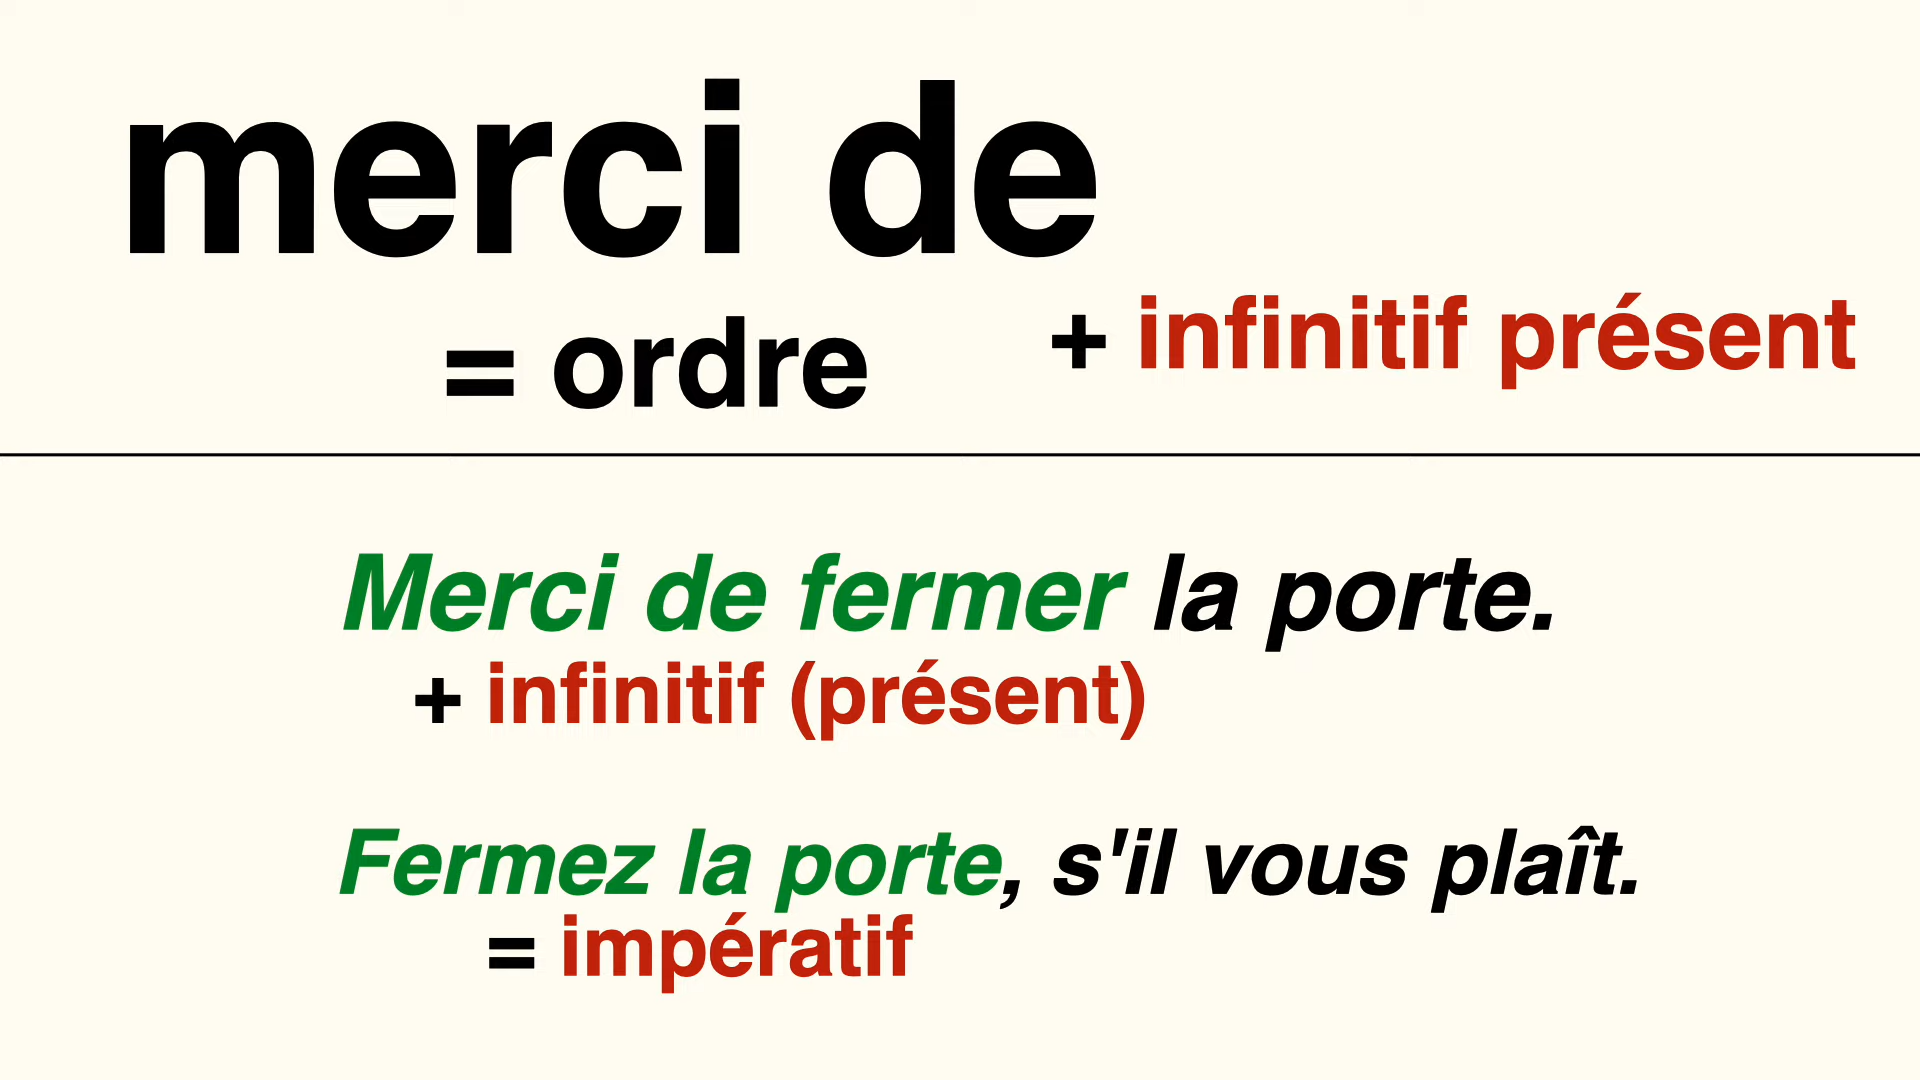 merci de
= ordre
+ infinitif présent
Merci de fermer la porte.
+ infinitif (présent)
Fermez la porte, s'il vous plaît.
= impératif